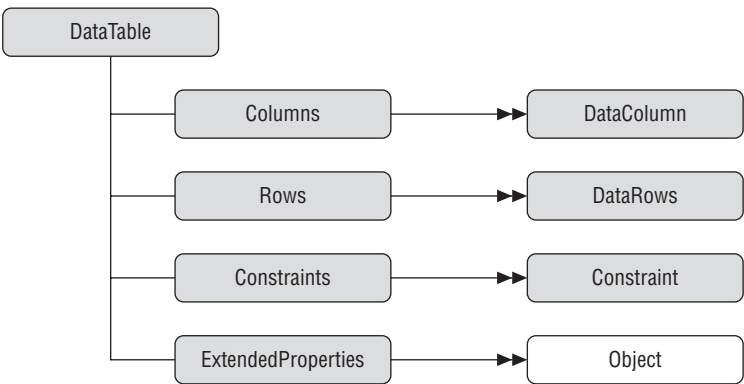 DataTable
Columns
DataColumn
Rows
DataRows
Constraints
Constraint
ExtendedProperties
Object